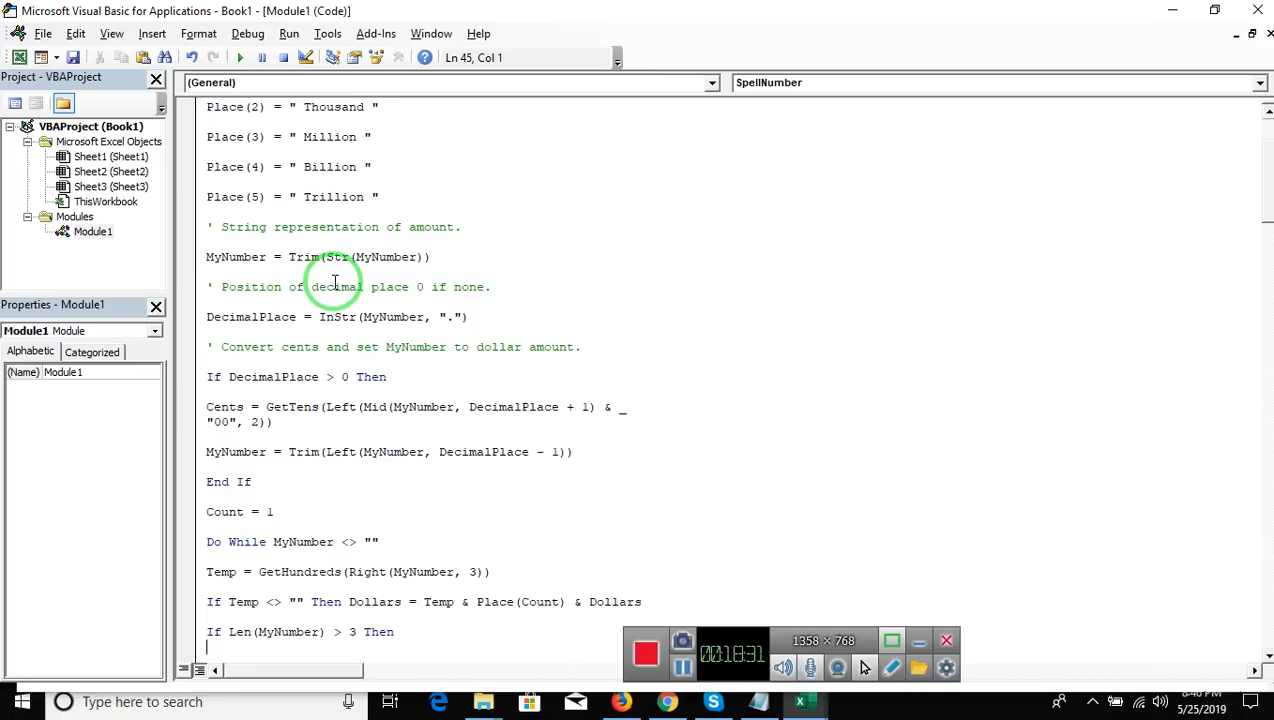 Microsoft Visual Basic for Applications - Book1 - [Module1 (Code)]
File Edit View Insert Format Debug Run Tools Add-Ins Window Help
Ln 45, Col 1
Project - VBAProject
(General) SpellNumber
VBAProject (Book1)
Microsoft Excel Objects
Sheet1 (Sheet1)
Sheet2 (Sheet2)
Sheet3 (Sheet3)
ThisWorkbook
Modules
Module1
Properties - Module1
Module1 Module
Alphabetic Categorized
(Name) Module1
Place(2) = " Thousand "
Place(3) = " Million "
Place(4) = " Billion "
Place(5) = " Trillion "
' String representation of amount.
MyNumber = Trim(Str(MyNumber))
' Position of decimal place 0 if none.
DecimalPlace = InStr(MyNumber, ".")
' Convert cents and set MyNumber to dollar amount.
If DecimalPlace > 0 Then
Cents = GetTens(Left(Mid(MyNumber, DecimalPlace + 1) & _
"00", 2))
MyNumber = Trim(Left(MyNumber, DecimalPlace - 1))
End If
Count = 1
Do While MyNumber <> ""
Temp = GetHundreds(Right(MyNumber, 3))
If Temp <> "" Then Dollars = Temp & Place(Count) & Dollars
If Len(MyNumber) > 3 Then
00:18:31
1358 × 768
Type here to search
8:46 PM
5/25/2019